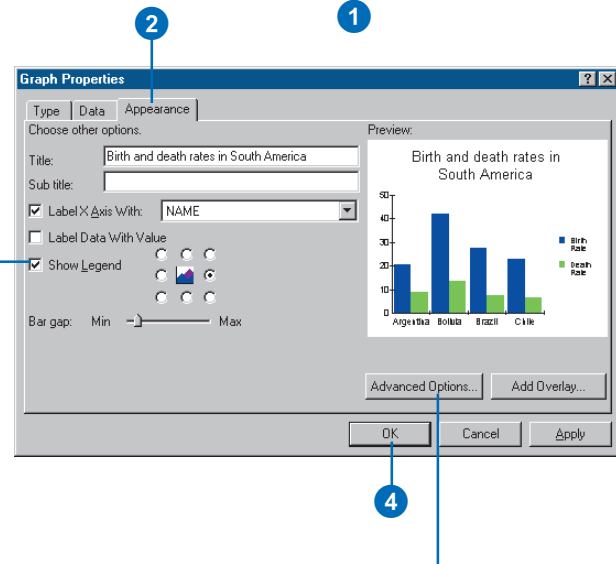 2
1
Graph Properties
Type
Data
Appearance
Choose other options.
Title: Birth and death rates in South America
Sub title:
Label X Axis With: NAME
Label Data With Value
Show Legend
Bar gap: Min Max
Preview:
Birth and death rates in
South America
50
40
30
20
10
0
Argentina Bolivia Brazil Chile
Birth
Rate
Death
Rate
Advanced Options... Add Overlay...
OK Cancel Apply
4